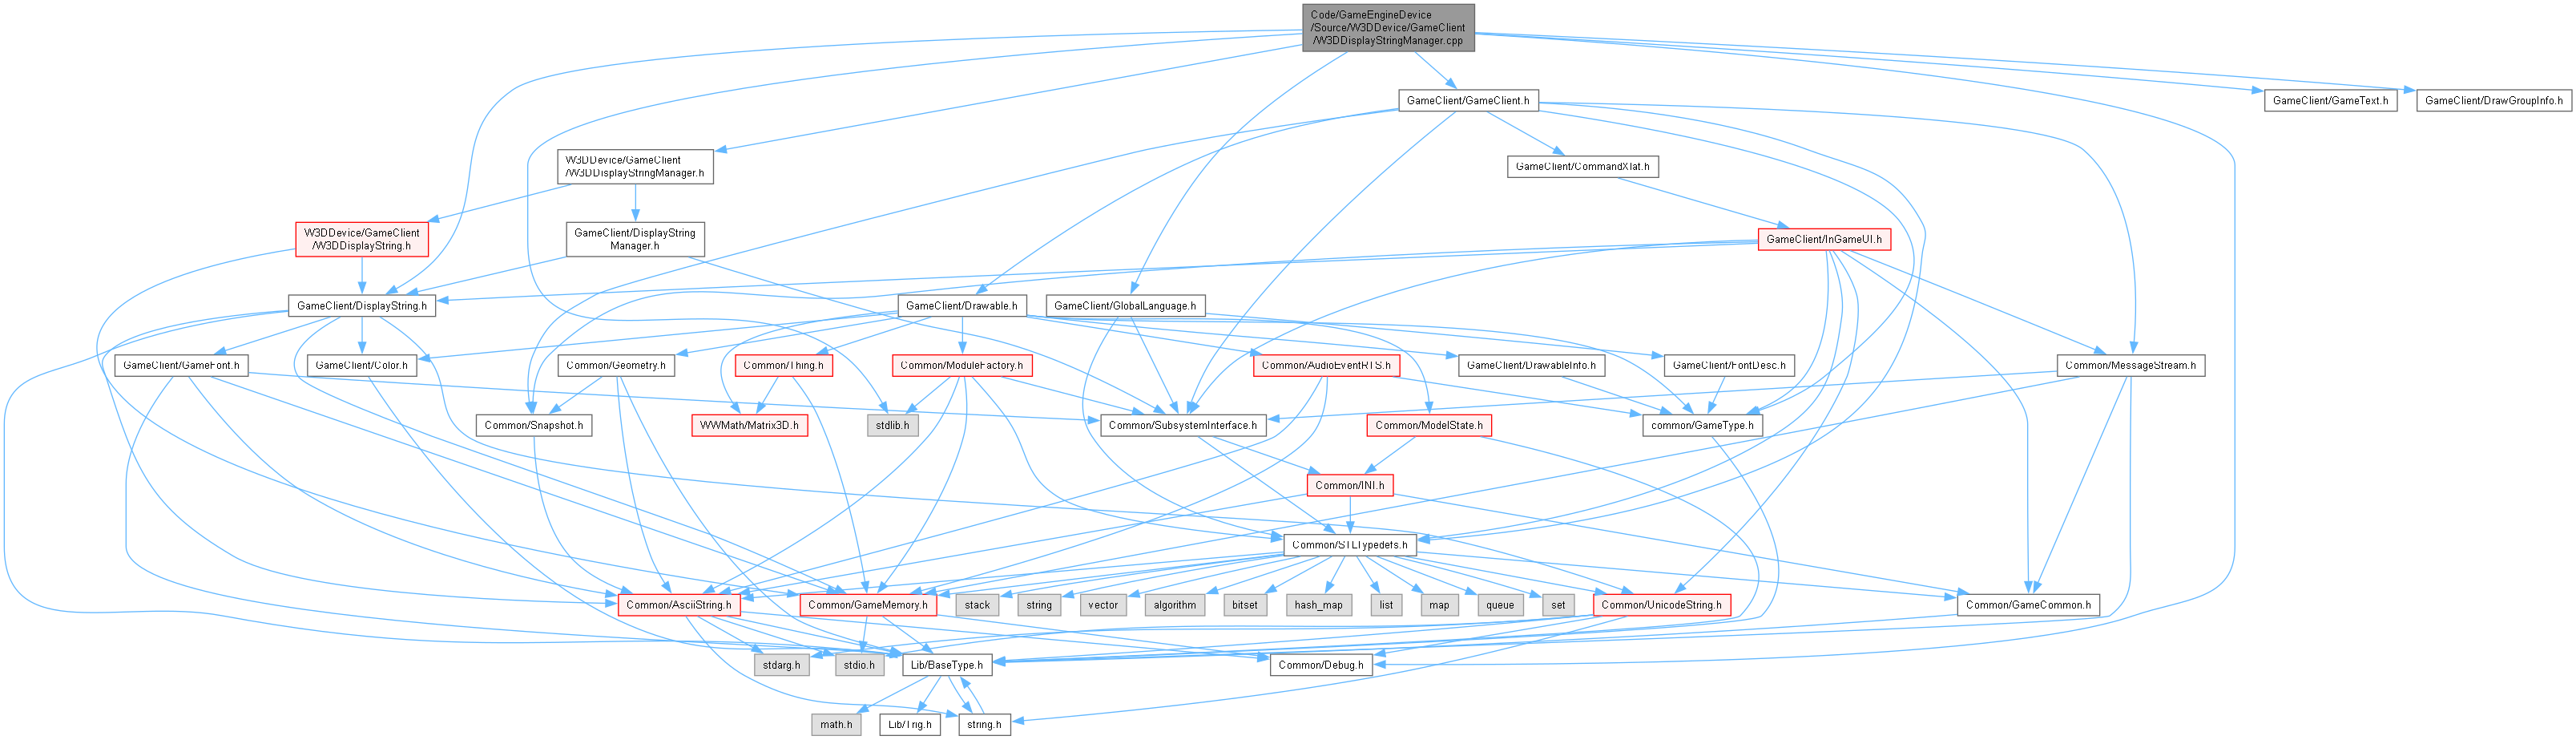 Code/GameEngineDevice
/Source/W3DDevice/GameClient
/W3DDisplayStringManager.cpp
GameClient/GameClient.h
GameClient/GameText.h
GameClient/DrawGroupInfo.h
W3DDevice/GameClient
/W3DDisplayStringManager.h
GameClient/CommandXlat.h
W3DDevice/GameClient
/W3DDisplayString.h
GameClient/DisplayString
Manager.h
GameClient/InGameUI.h
GameClient/DisplayString.h
GameClient/Drawable.h
GameClient/GlobalLanguage.h
GameClient/GameFont.h
GameClient/Color.h
Common/Geometry.h
Common/Thing.h
Common/ModuleFactory.h
Common/AudioEventRTS.h
GameClient/DrawableInfo.h
GameClient/FontDesc.h
Common/MessageStream.h
Common/Snapshot.h
WWMath/Matrix3D.h
stdlib.h
Common/SubsystemInterface.h
Common/ModelState.h
common/GameType.h
Common/INI.h
Common/STLTypedefs.h
Common/AsciiString.h
Common/GameMemory.h
stack
string
vector
algorithm
bitset
hash_map
list
map
queue
set
Common/UnicodeString.h
Common/GameCommon.h
stdarg.h
stdio.h
Lib/BaseType.h
Common/Debug.h
math.h
Lib/Trig.h
string.h